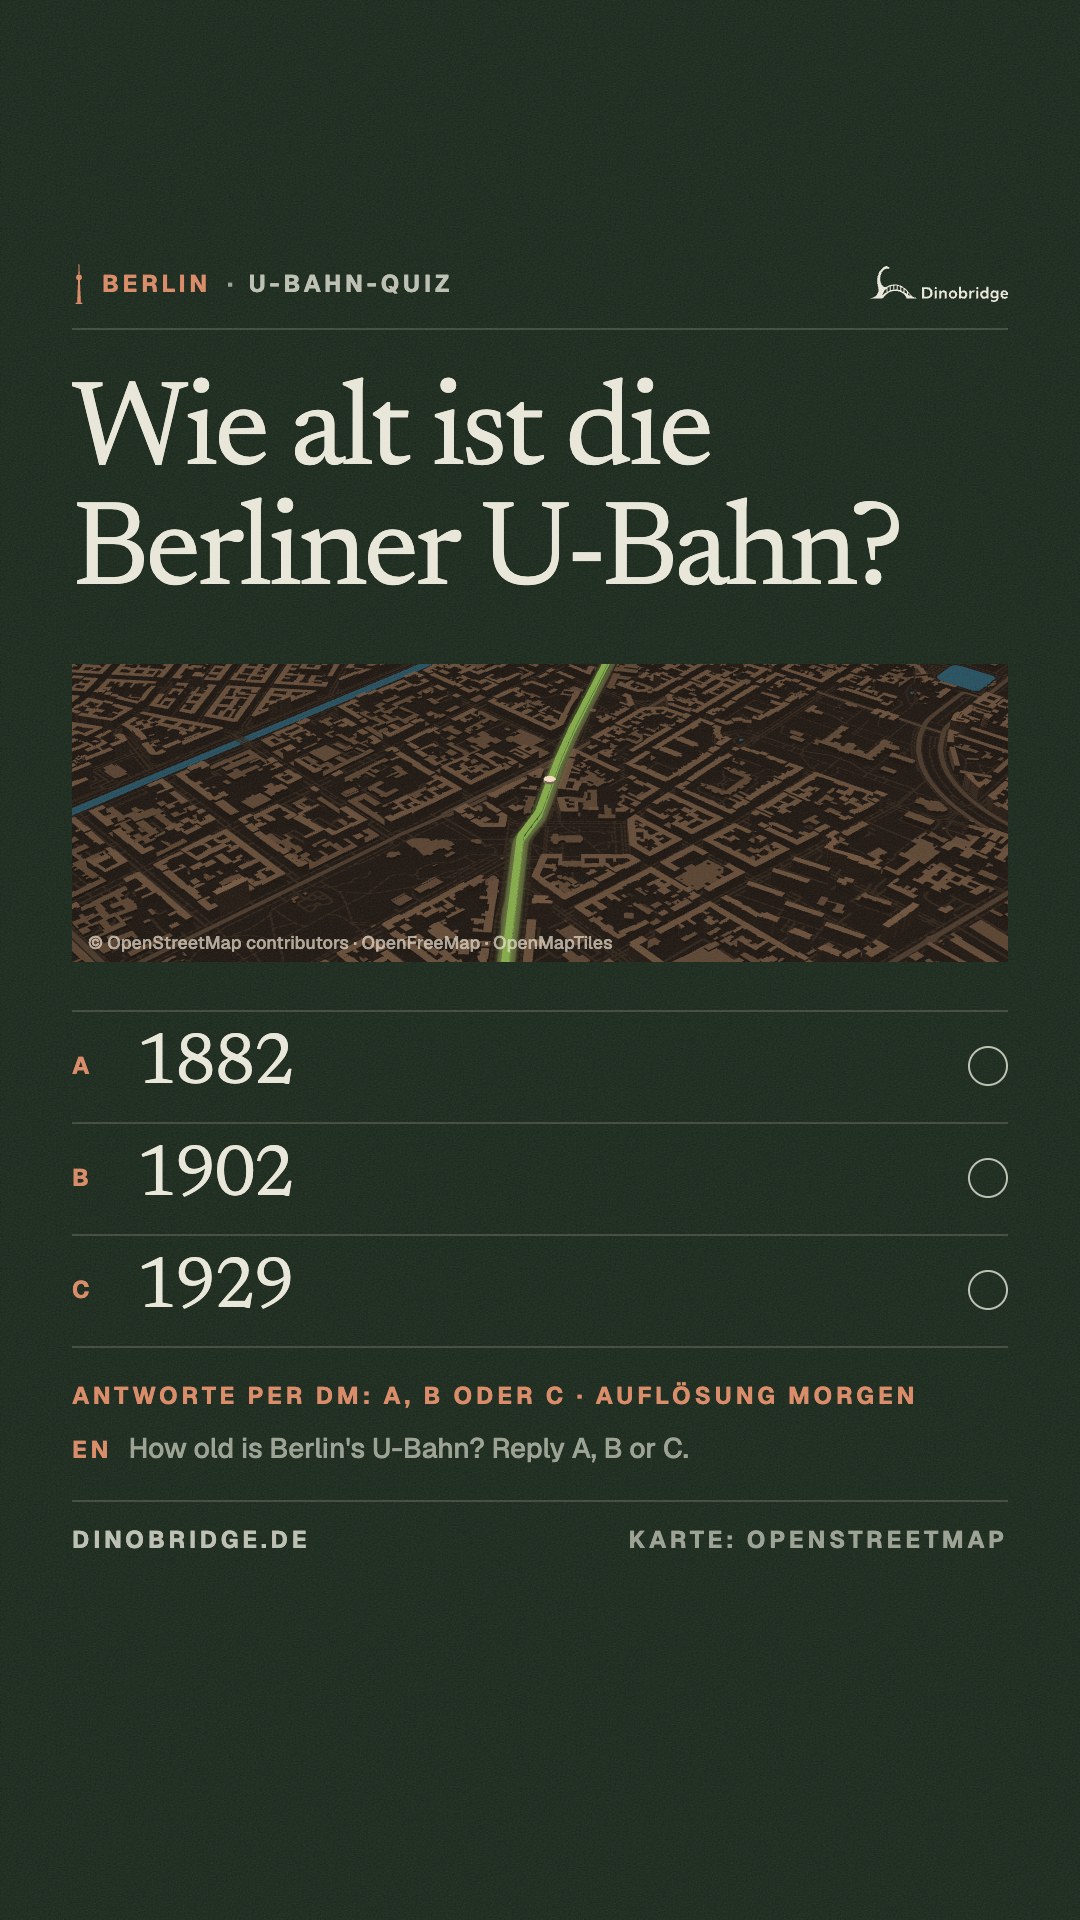 BERLIN · U-BAHN-QUIZ
Dinobridge
Wie alt ist die
Berliner U-Bahn?
© OpenStreetMap contributors · OpenFreeMap · OpenMapTiles
A 1882
B 1902
C 1929
ANTWORTE PER DM: A, B ODER C · AUFLÖSUNG MORGEN
EN How old is Berlin's U-Bahn? Reply A, B or C.
DINOBRIDGE.DE
KARTE: OPENSTREETMAP